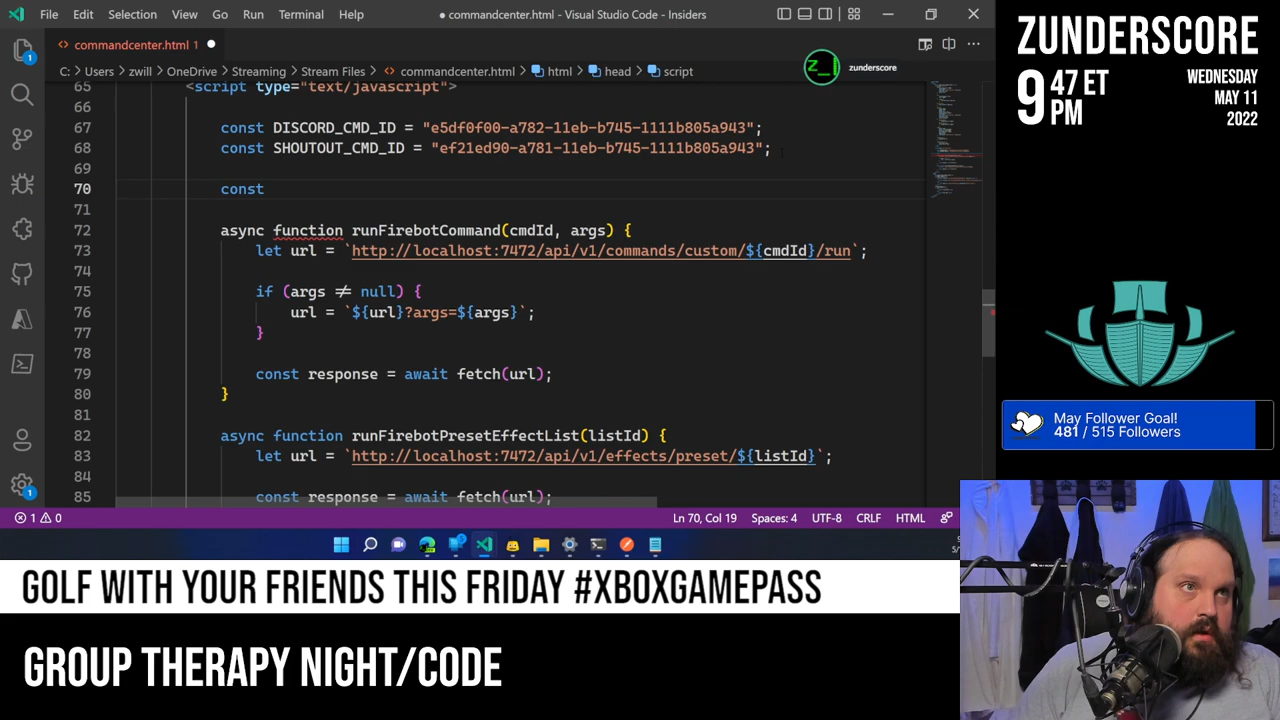 File Edit Selection View Go Run Terminal Help
● commandcenter.html - Visual Studio Code - Insiders
commandcenter.html 1
C: > Users > zwill > OneDrive > Streaming > Stream Files > commandcenter.html > html > head > script
z_| zunderscore
65 <script type="text/javascript">
66
67 const DISCORD_CMD_ID = "e5df0f00-a782-11eb-b745-1111b805a943";
68 const SHOUTOUT_CMD_ID = "ef21ed90-a781-11eb-b745-1111b805a943";
69
70 const
71
72 async function runFirebotCommand(cmdId, args) {
73 let url = `http://localhost:7472/api/v1/commands/custom/${cmdId}/run`;
74
75 if (args ≠ null) {
76 url = `${url}?args=${args}`;
77 }
78
79 const response = await fetch(url);
80 }
81
82 async function runFirebotPresetEffectList(listId) {
83 let url = `http://localhost:7472/api/v1/effects/preset/${listId}`;
84
85 const response = await fetch(url);
1 0 Ln 70, Col 19 Spaces: 4 UTF-8 CRLF HTML
ZUNDERSCORE
9 47 ET PM
WEDNESDAY
MAY 11
2022
May Follower Goal!
481 / 515 Followers
GOLF WITH YOUR FRIENDS THIS FRIDAY #XBOXGAMEPASS
GROUP THERAPY NIGHT/CODE